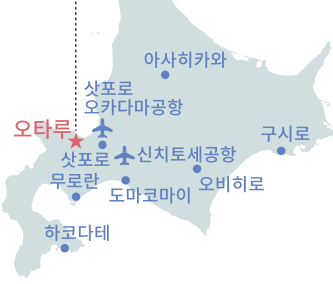 아사히카와
삿포로
오카다마공항
오타루
구시로
삿포로
신치토세공항
무로란
오비히로
도마코마이
하코다테